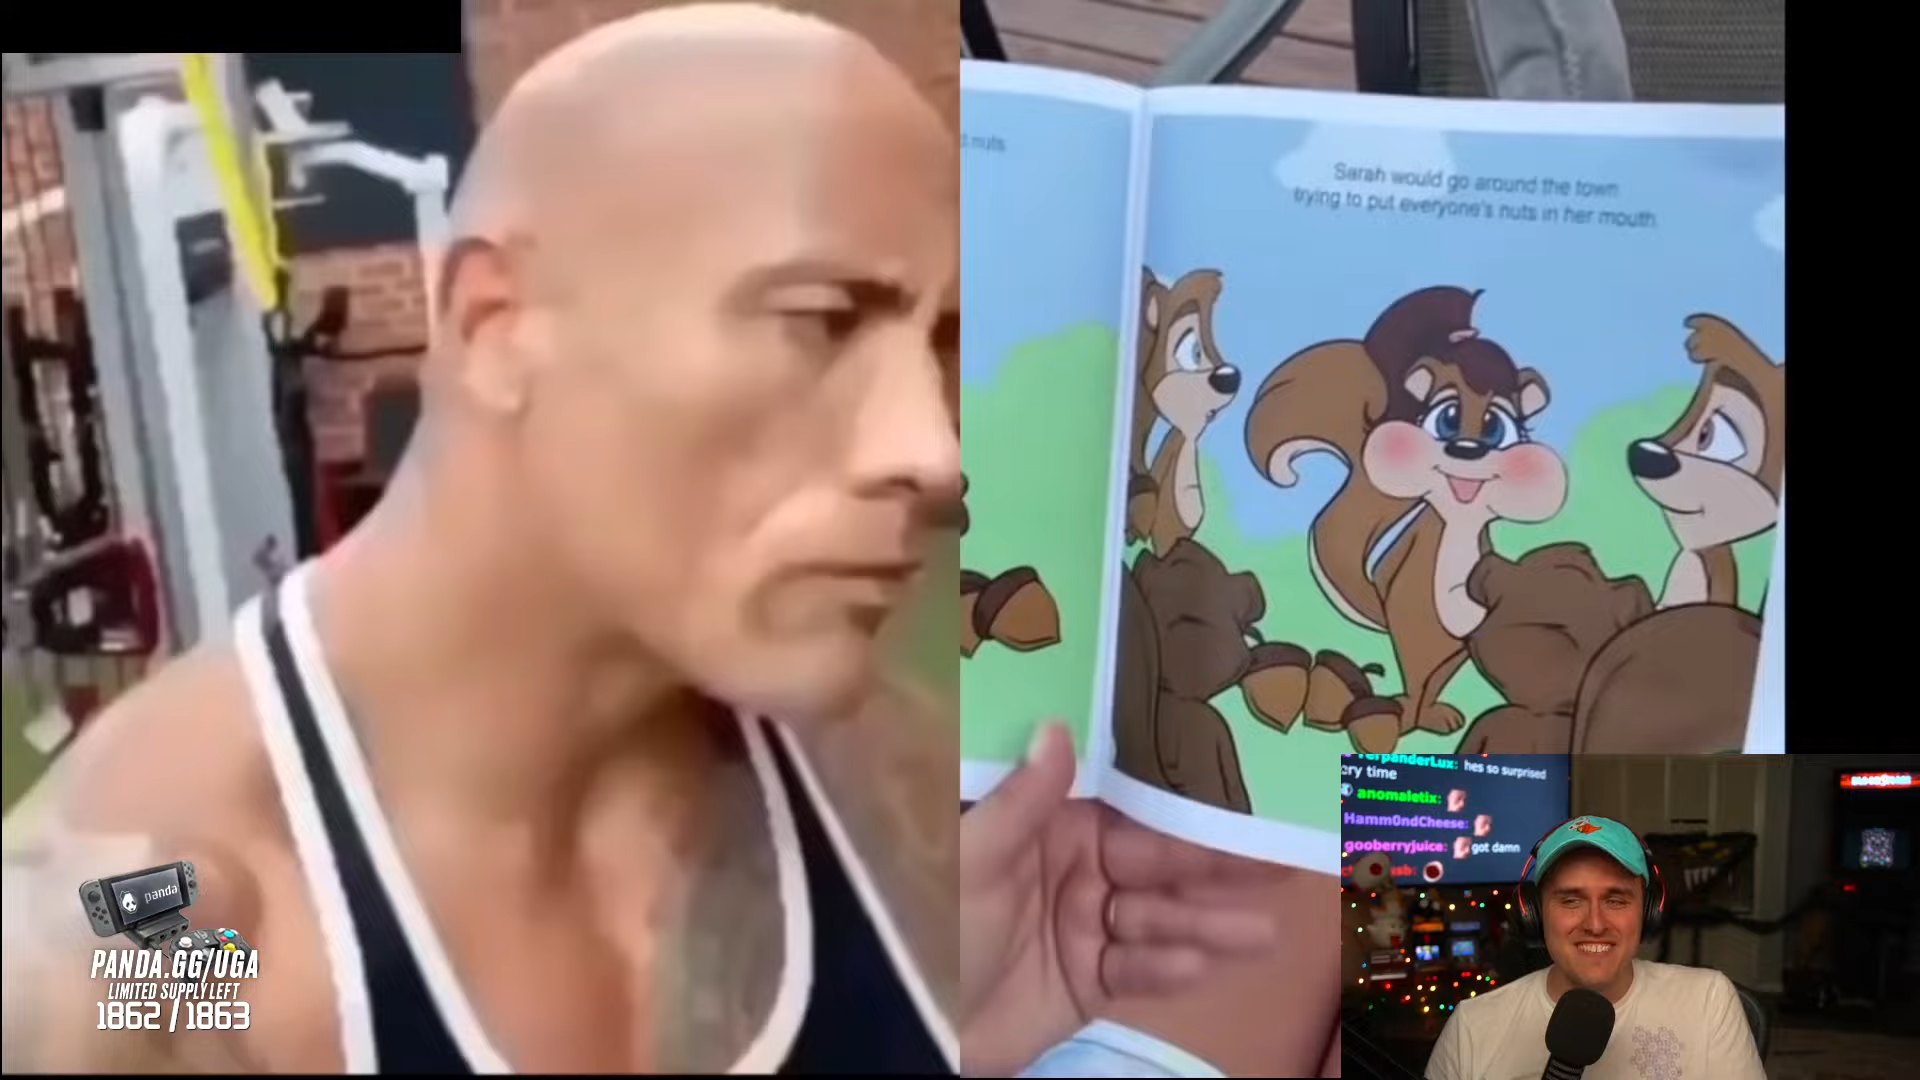 t nuts
Sarah would go around the town
trying to put everyone's nuts in her mouth.
panda
PANDA.GG/UGA
LIMITED SUPPLY LEFT
1862 / 1863
hes so surprised
ery time
anomaletix:
Hamm0ndCheese:
gooberryjuice: got damn